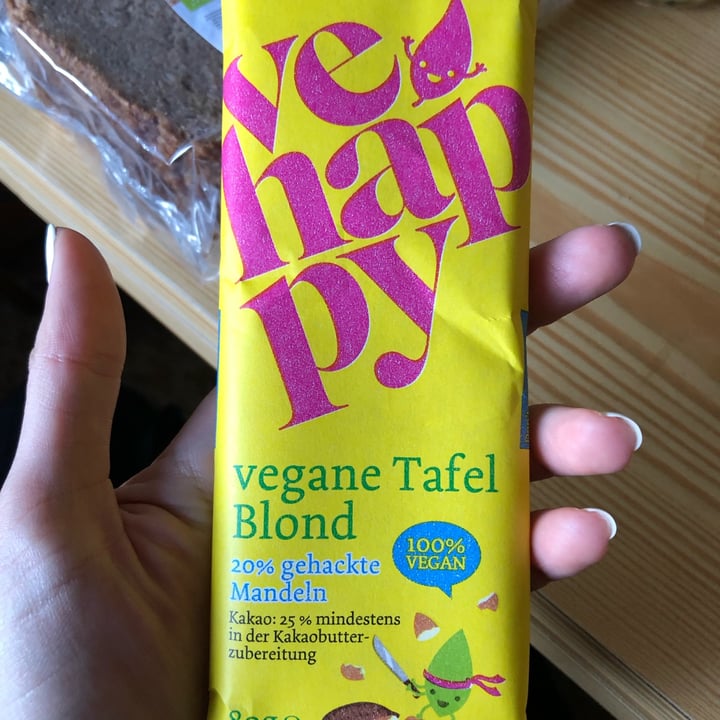 ve
hap
py
vegane Tafel
Blond
20% gehackte
Mandeln
100%
VEGAN
Kakao: 25 % mindestens
in der Kakaobutter-
zubereitung